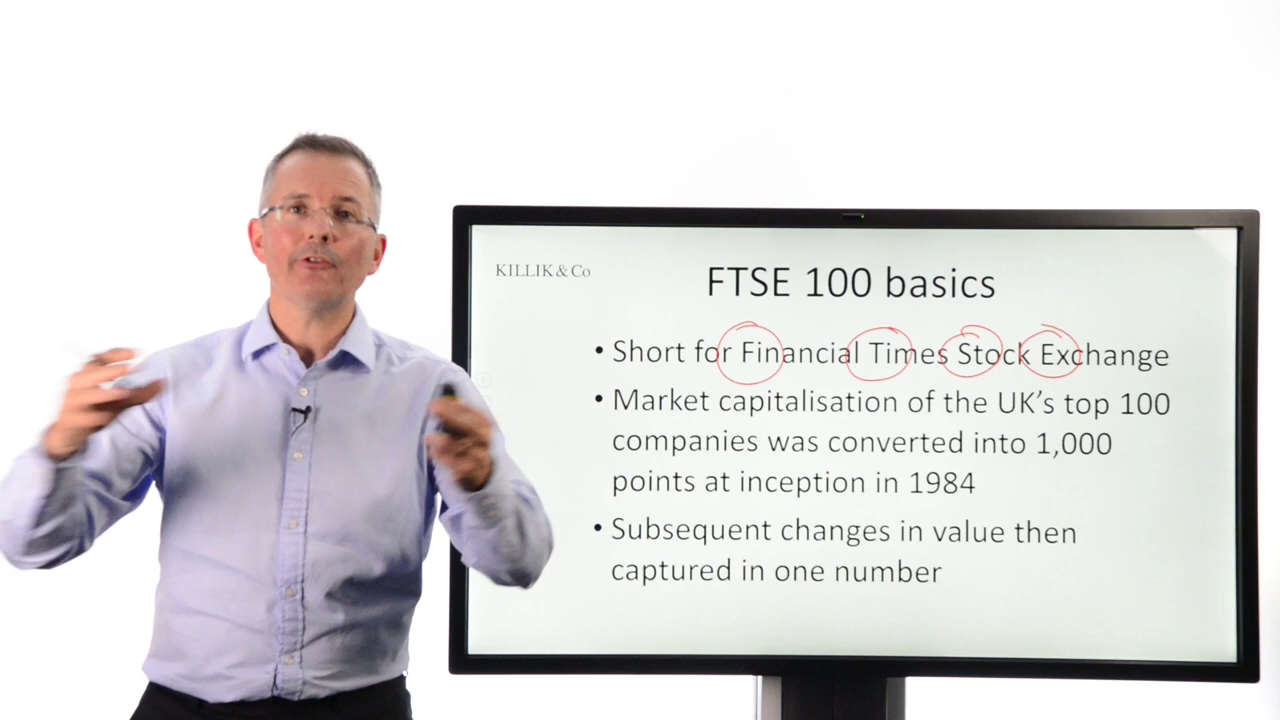 KILLIK & Co
FTSE 100 basics
• Short for Financial Times Stock Exchange
• Market capitalisation of the UK's top 100
companies was converted into 1,000
points at inception in 1984
• Subsequent changes in value then
captured in one number